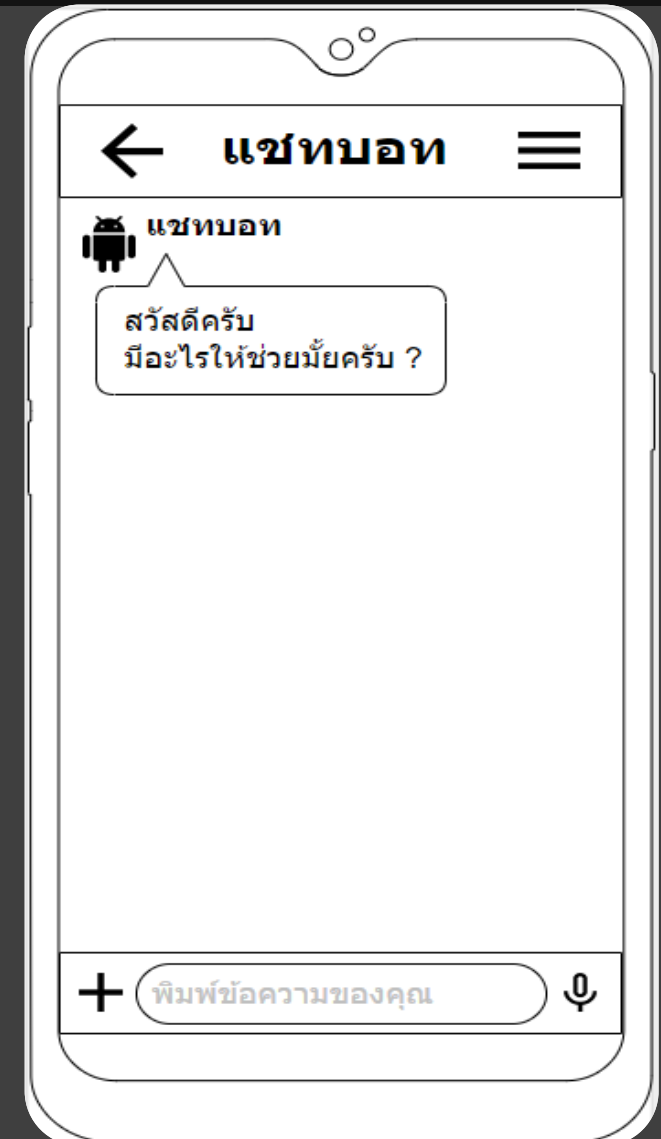 แชทบอท
แชทบอท
สวัสดีครับ
มีอะไรให้ช่วยมั้ยครับ ?
พิมพ์ข้อความของคุณ